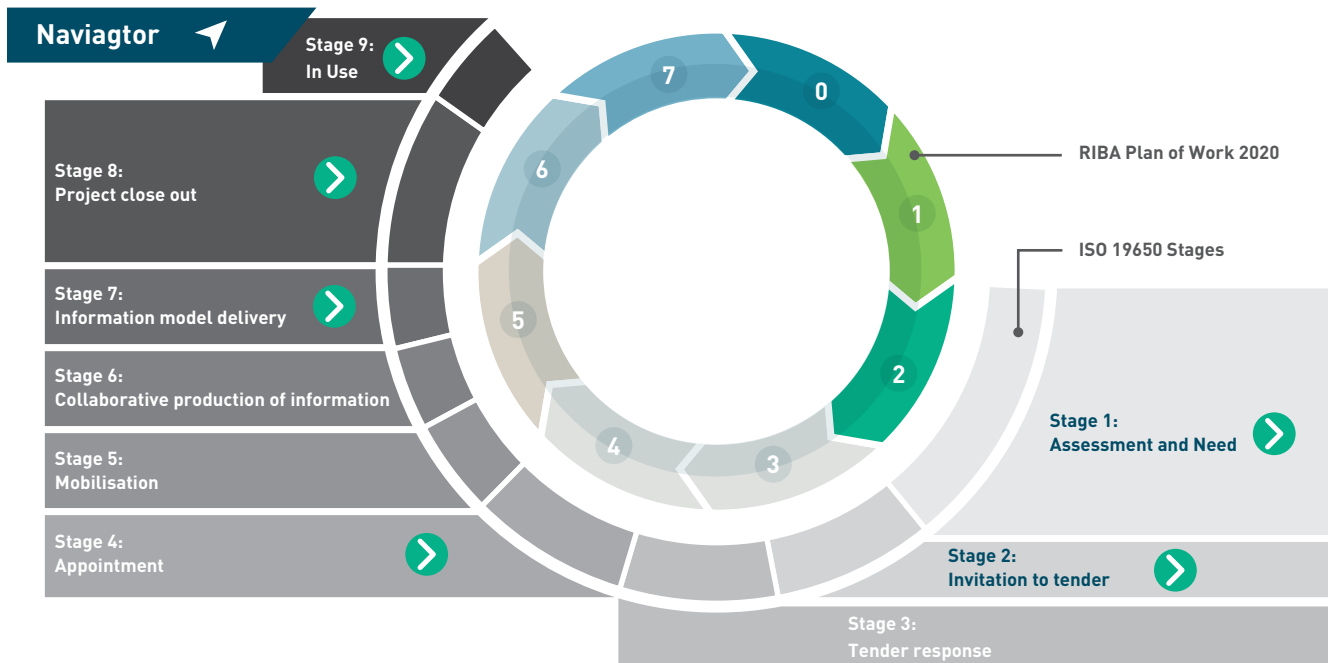 Naviagtor
Stage 9:
In Use
7
0
Stage 8:
Project close out
6
1
RIBA Plan of Work 2020
ISO 19650 Stages
Stage 7:
Information model delivery
5
2
Stage 6:
Collaborative production of information
4
3
Stage 1:
Assessment and Need
Stage 5:
Mobilisation
Stage 4:
Appointment
Stage 2:
Invitation to tender
Stage 3:
Tender response